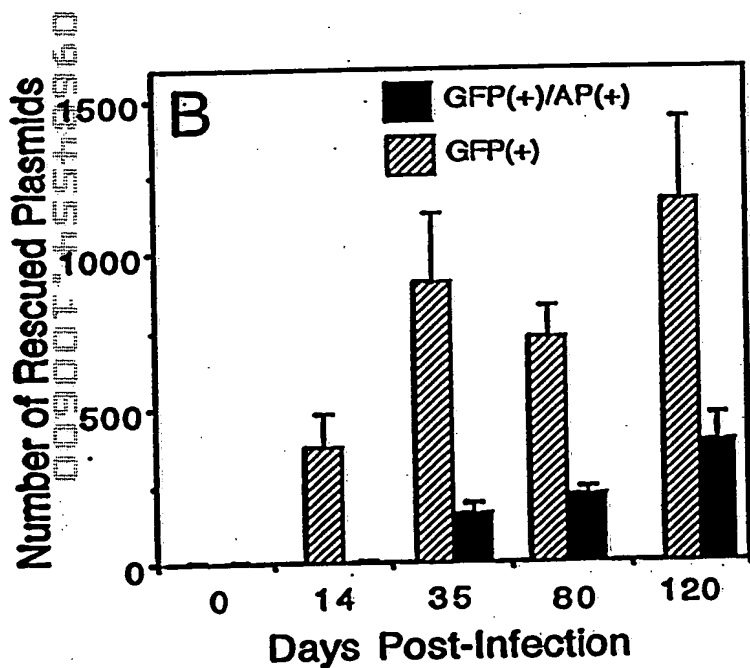 B
GFP(+)/AP(+)
GFP(+)
Number of Rescued Plasmids
1500
1000
500
0
0 14 35 80 120
Days Post-Infection